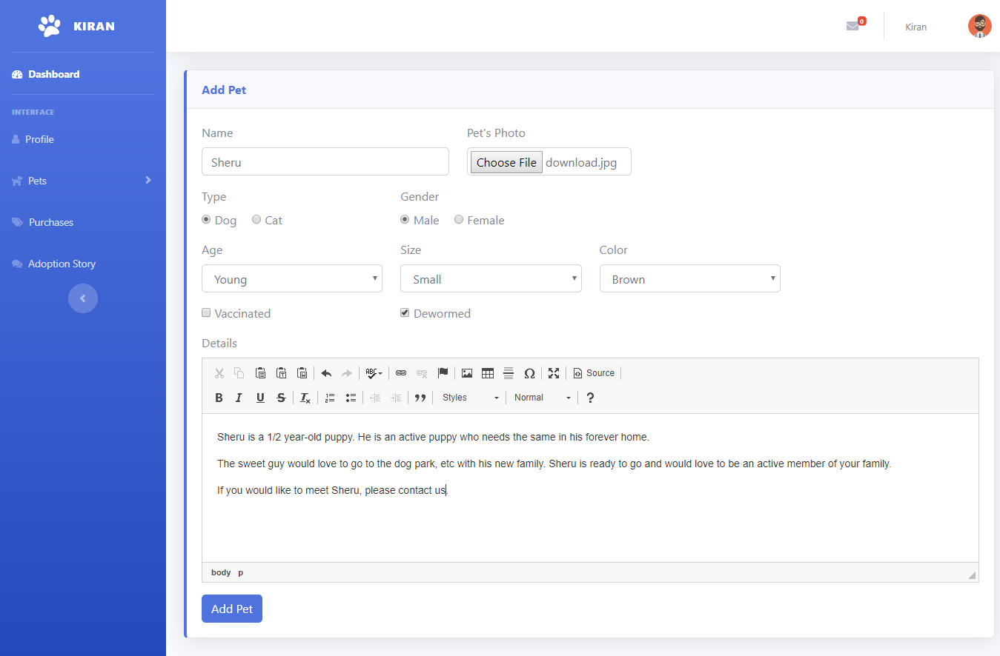 KIRAN
0
Kiran
Dashboard
INTERFACE
Profile
Pets
Purchases
Adoption Story
Add Pet
Name
Pet's Photo
Sheru
Choose File download.jpg
Type
Gender
Dog Cat
Male Female
Age
Size
Color
Young
Small
Brown
Vaccinated
Dewormed
Details
ABC
Source
B I U S Ix
Styles
Normal
?
Sheru is a 1/2 year-old puppy. He is an active puppy who needs the same in his forever home.
The sweet guy would love to go to the dog park, etc with his new family. Sheru is ready to go and would love to be an active member of your family.
If you would like to meet Sheru, please contact us.
body p
Add Pet